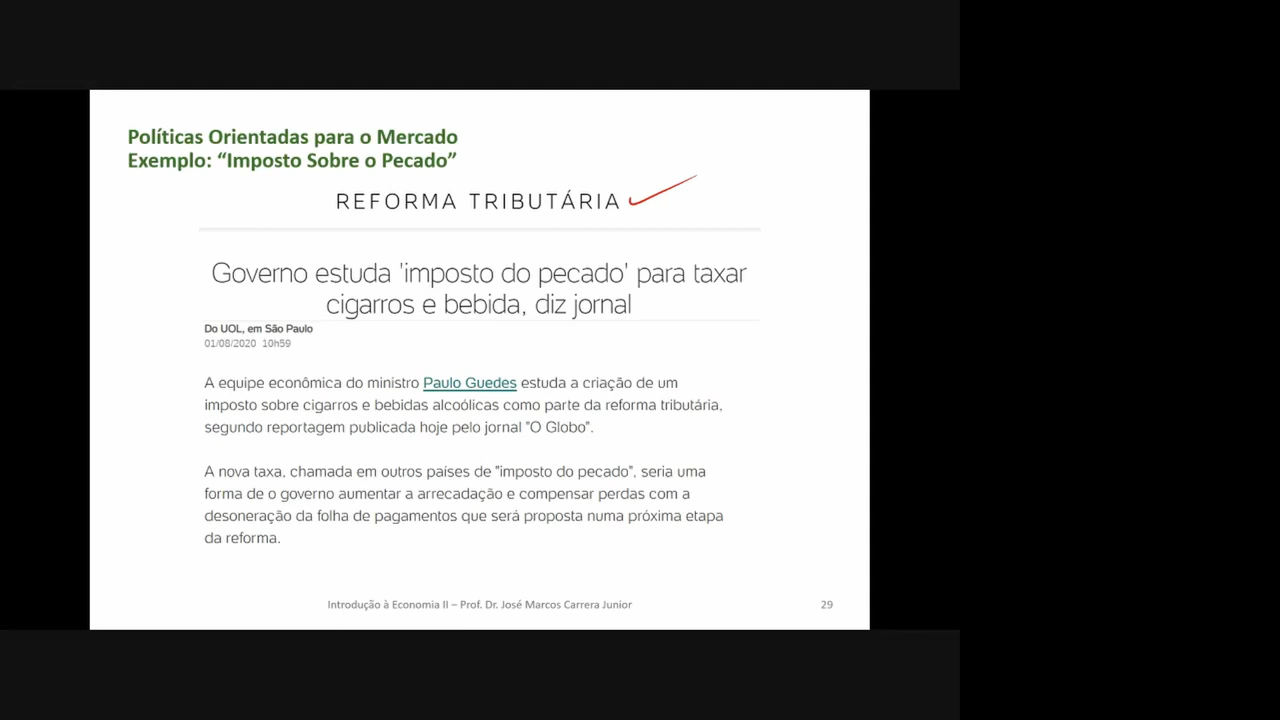 Políticas Orientadas para o Mercado
Exemplo: “Imposto Sobre o Pecado”
REFORMA TRIBUTÁRIA
Governo estuda 'imposto do pecado' para taxar
cigarros e bebida, diz jornal
Do UOL, em São Paulo
01/08/2020 10h59
A equipe econômica do ministro Paulo Guedes estuda a criação de um
imposto sobre cigarros e bebidas alcoólicas como parte da reforma tributária,
segundo reportagem publicada hoje pelo jornal "O Globo".
A nova taxa, chamada em outros países de "imposto do pecado", seria uma
forma de o governo aumentar a arrecadação e compensar perdas com a
desoneração da folha de pagamentos que será proposta numa próxima etapa
da reforma.
Introdução à Economia II – Prof. Dr. José Marcos Carrera Junior
29